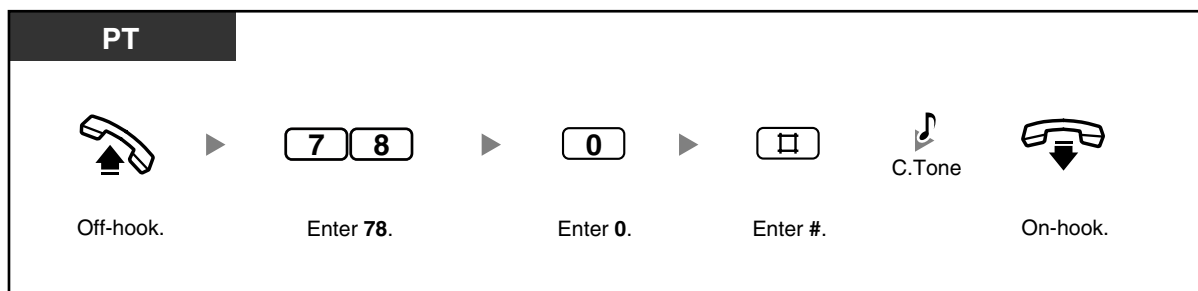 PT
7 8 0 #
C.Tone
Off-hook. Enter 78. Enter 0. Enter #. On-hook.